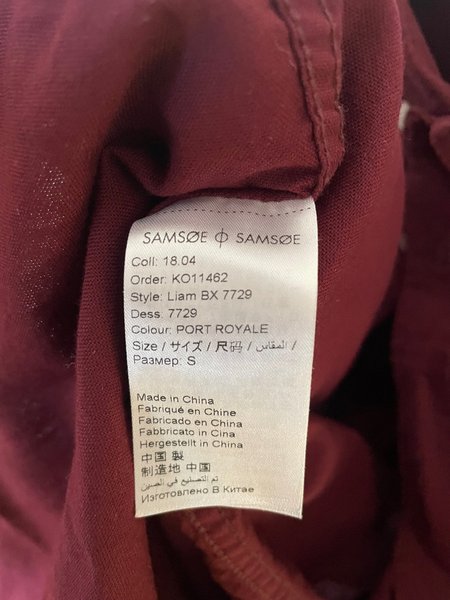 SAMSØE ϕ SAMSØE
Coll: 18.04
Order: KO11462
Style: Liam BX 7729
Dess: 7729
Colour: PORT ROYALE
Size / サイズ / 尺码 / المقاس /
Размер: S
Made in China
Fabriqué en Chine
Fabricado en China
Fabbricato in Cina
Hergestellt in China
中国 製
制造地 中国
تم التصنيع في الصين
Изготовлено В Китае